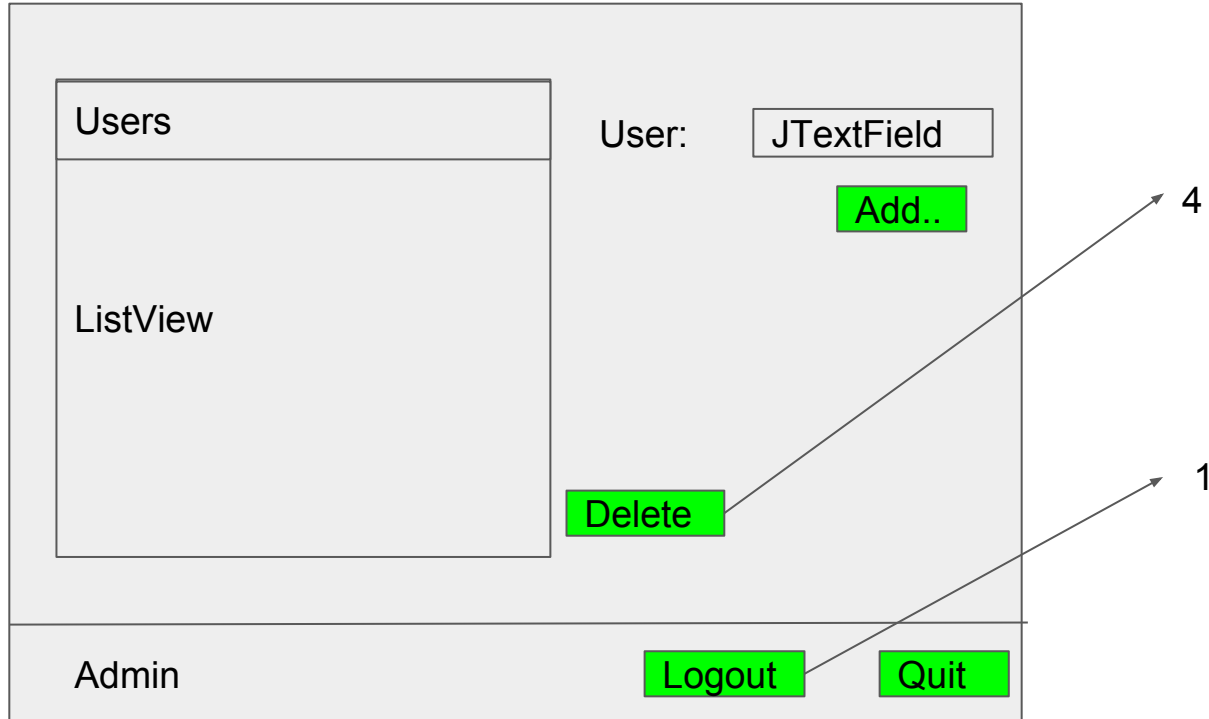 Users
User:
JTextField
Add..
4
ListView
1
Delete
Admin
Logout
Quit